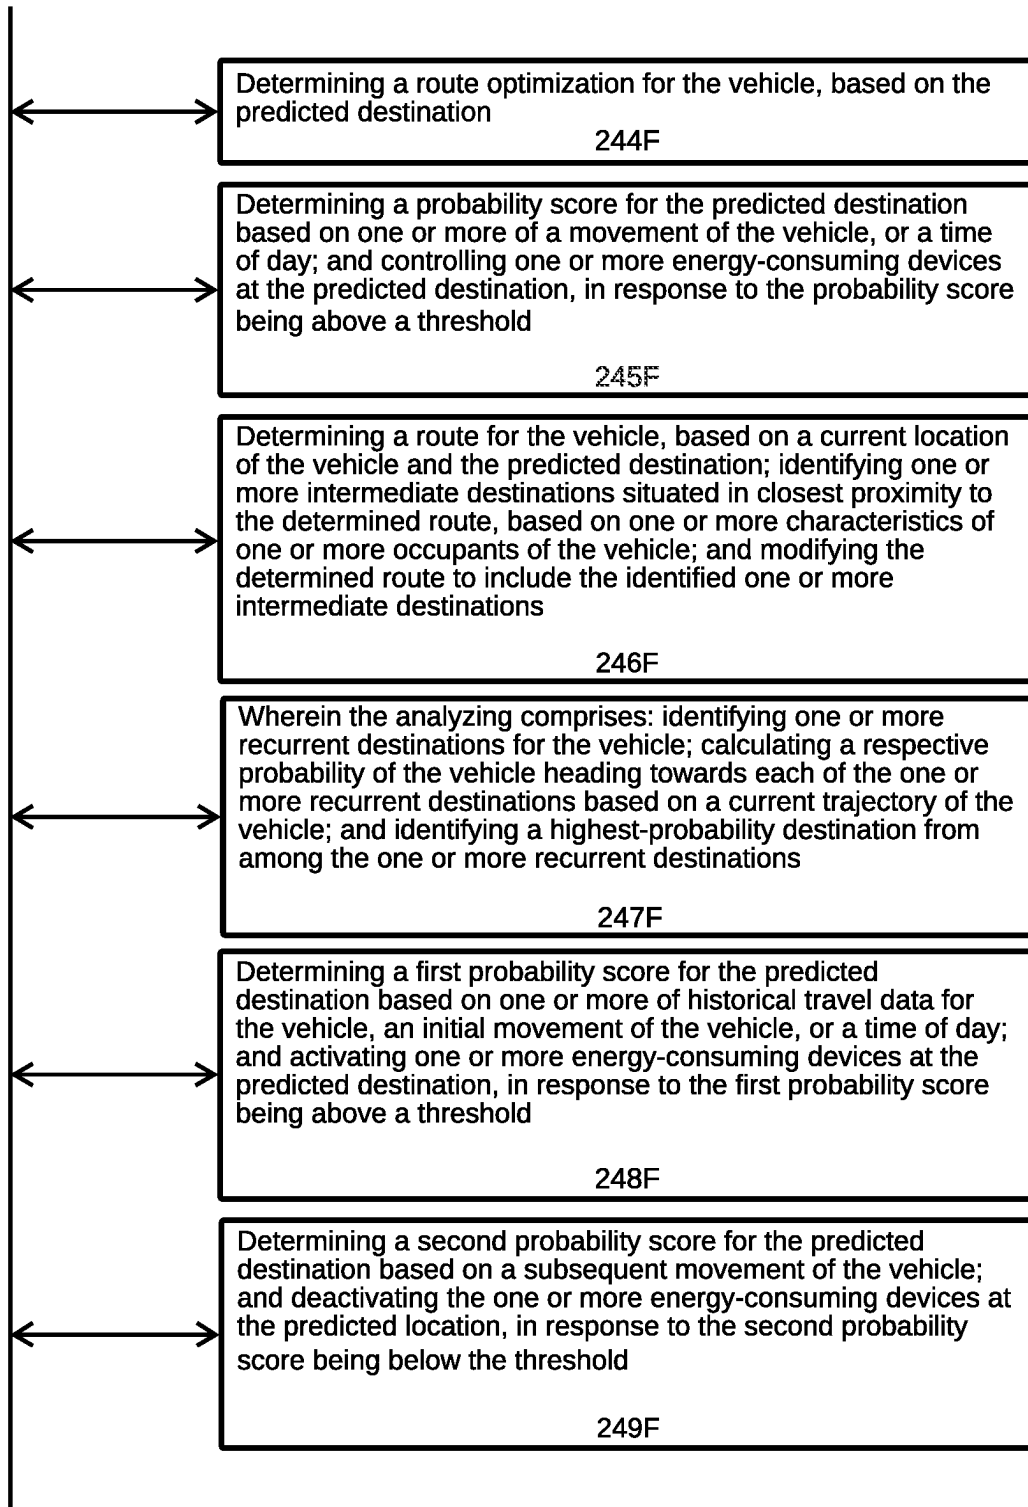 Determining a route optimization for the vehicle, based on the
predicted destination
244F
Determining a probability score for the predicted destination
based on one or more of a movement of the vehicle, or a time
of day; and controlling one or more energy-consuming devices
at the predicted destination, in response to the probability score
being above a threshold
245F
Determining a route for the vehicle, based on a current location
of the vehicle and the predicted destination; identifying one or
more intermediate destinations situated in closest proximity to
the determined route, based on one or more characteristics of
one or more occupants of the vehicle; and modifying the
determined route to include the identified one or more
intermediate destinations
246F
Wherein the analyzing comprises: identifying one or more
recurrent destinations for the vehicle; calculating a respective
probability of the vehicle heading towards each of the one or
more recurrent destinations based on a current trajectory of the
vehicle; and identifying a highest-probability destination from
among the one or more recurrent destinations
247F
Determining a first probability score for the predicted
destination based on one or more of historical travel data for
the vehicle, an initial movement of the vehicle, or a time of day;
and activating one or more energy-consuming devices at the
predicted destination, in response to the first probability score
being above a threshold
248F
Determining a second probability score for the predicted
destination based on a subsequent movement of the vehicle;
and deactivating the one or more energy-consuming devices at
the predicted location, in response to the second probability
score being below the threshold
249F